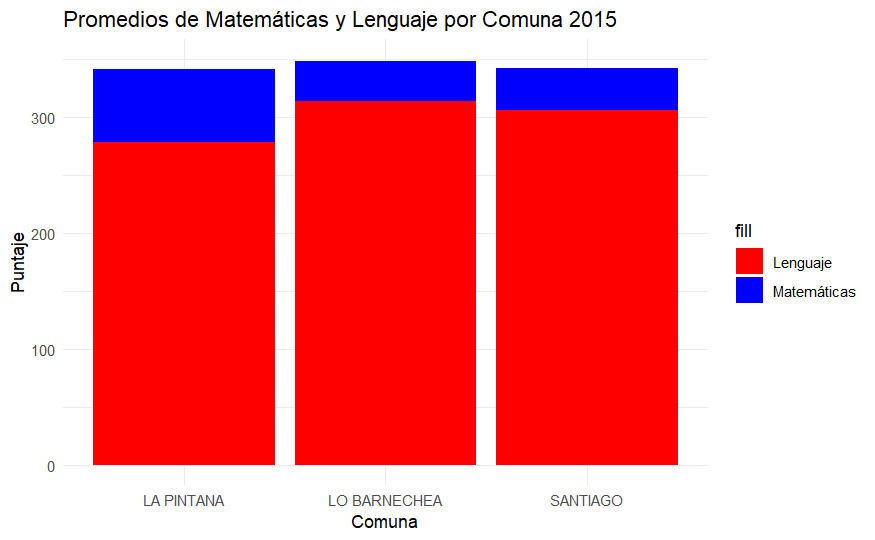 Promedios de Matemáticas y Lenguaje por Comuna 2015
Puntaje
300
200
100
0
LA PINTANA
LO BARNECHEA
SANTIAGO
Comuna
fill
Lenguaje
Matemáticas